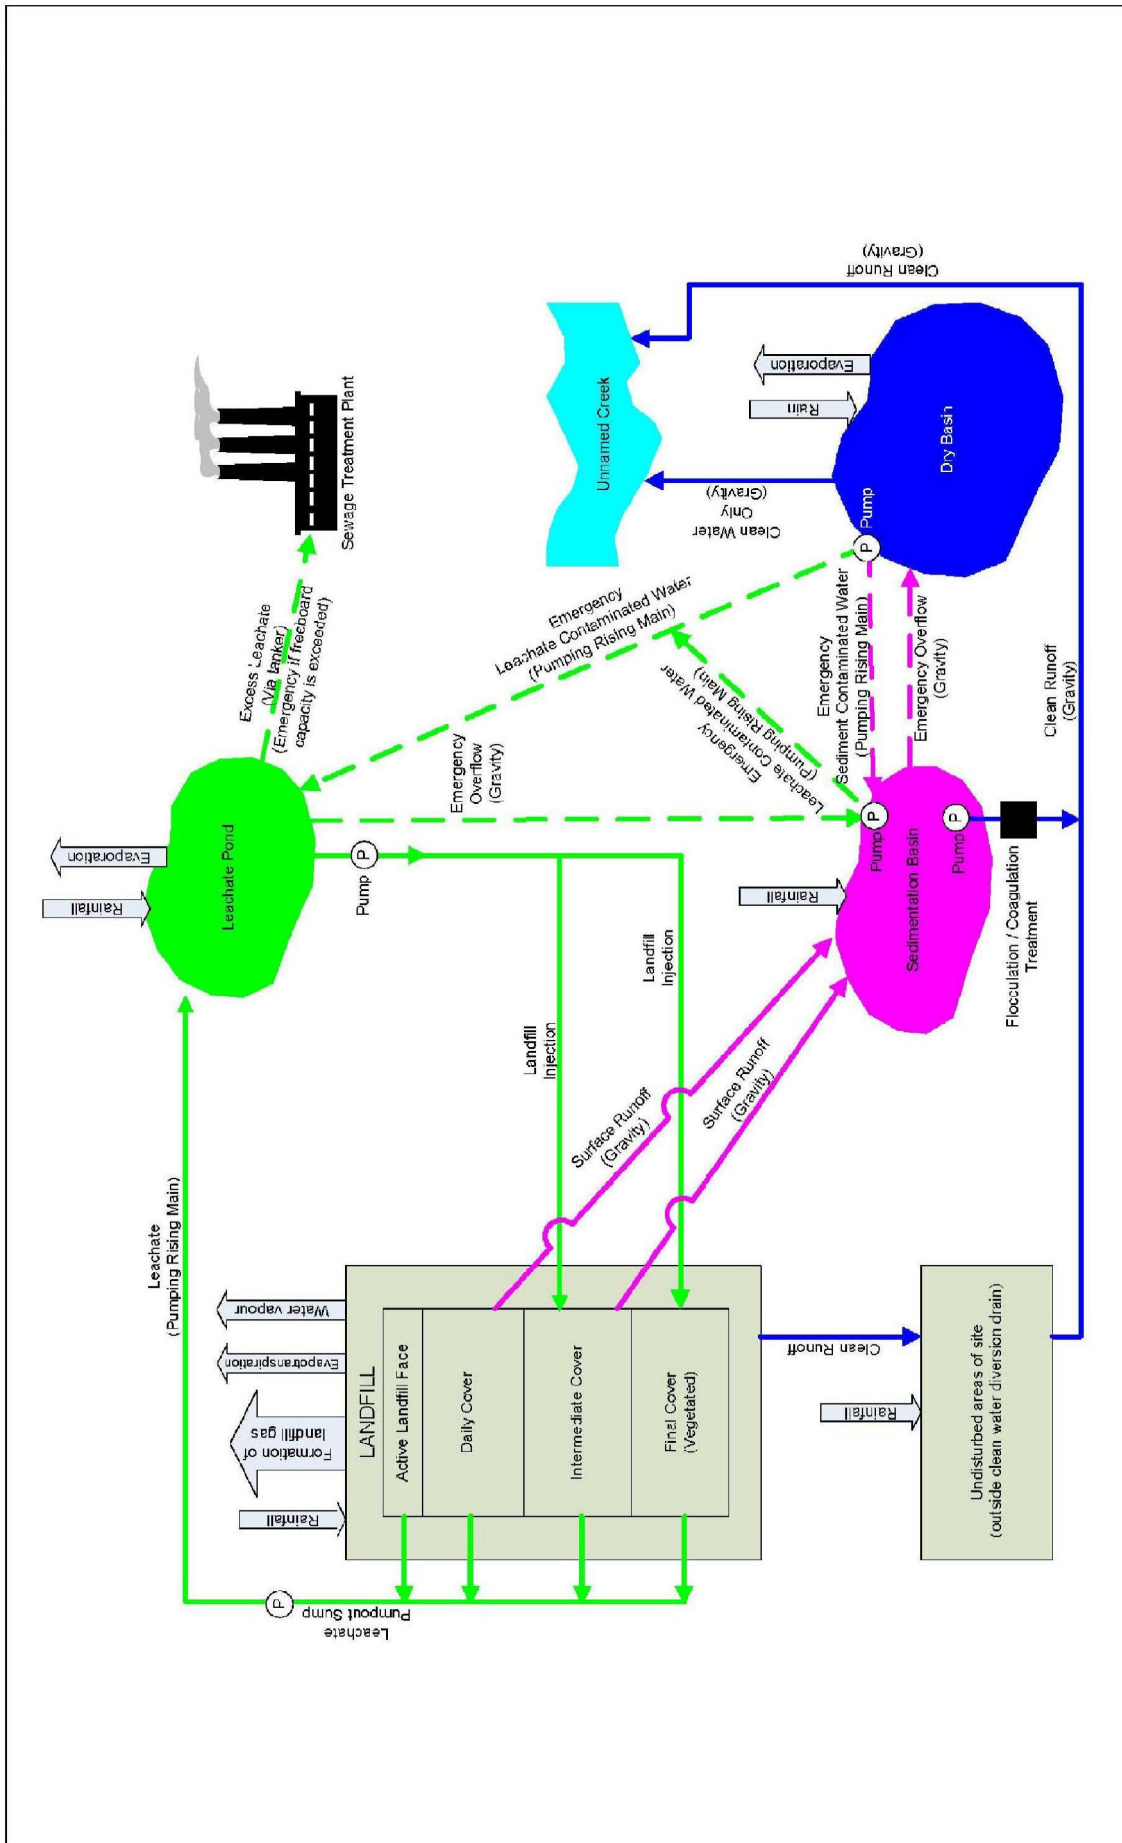 Leachate
(Pumping Rising Main)
P
Leachate
Pumpout Sump
Rainfall
Formation of
landfill gas
Evapotranspiration
Water vapour
LANDFILL
Active Landfill Face
Daily Cover
Intermediate Cover
Final Cover
(Vegetated)
Clean Runoff
Rainfall
Undisturbed areas of site
(outside clean water diversion drain)
Rainfall
Evaporation
Leachate Pond
Pump
P
Landfill
Injection
Landfill
Injection
Surface Runoff
(Gravity)
Surface Runoff
(Gravity)
Excess Leachate
(Via tanker)
(Emergency if freeboard
capacity is exceeded)
Sewage Treatment Plant
Emergency
Overflow
(Gravity)
Emergency
Leachate Contaminated Water
(Pumping Rising Main)
Emergency
Leachate Contaminated Water
(Pumping Rising Main)
Rainfall
Sedimentation Basin
Pump
P
Pump
P
Flocculation / Coagulation
Treatment
Emergency
Sediment Contaminated Water
(Pumping Rising Main)
Emergency Overflow
(Gravity)
Unnamed Creek
Clean Water
Only
(Gravity)
P
Pump
Rain
Evaporation
Dry Basin
Clean Runoff
(Gravity)
Clean Runoff
(Gravity)